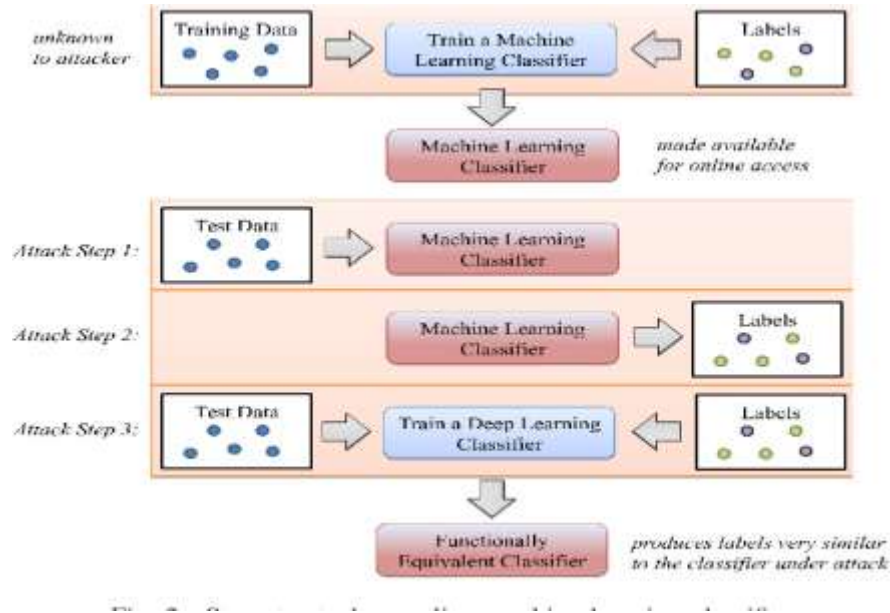 unknown
to attacker
Training Data
Train a Machine
Learning Classifier
Labels
Machine Learning
Classifier
made available
for online access
Attack Step 1:
Test Data
Machine Learning
Classifier
Attack Step 2:
Machine Learning
Classifier
Labels
Attack Step 3:
Test Data
Train a Deep Learning
Classifier
Labels
Functionally
Equivalent Classifier
produces labels very similar
to the classifier under attack